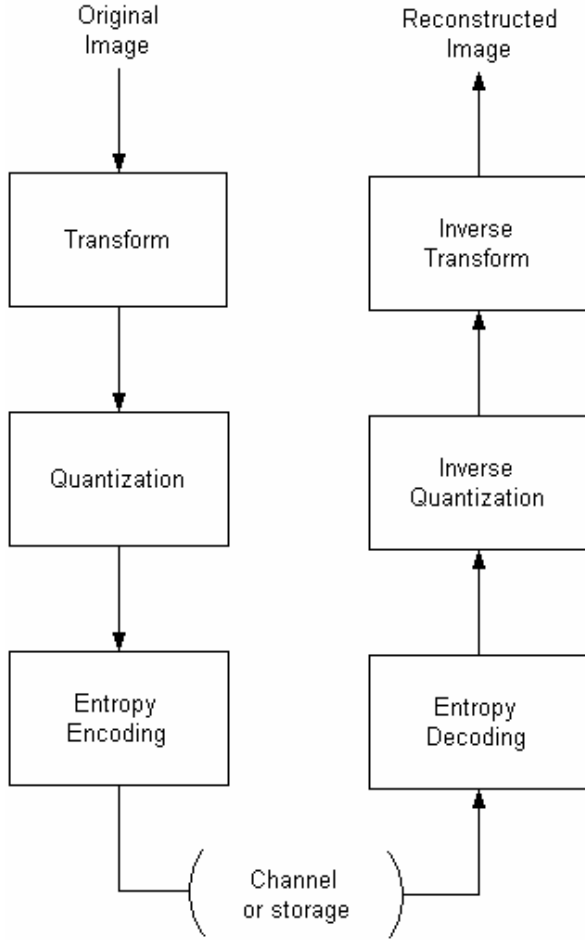 Original
Image
Transform
Quantization
Entropy
Encoding
Channel
or storage
Entropy
Decoding
Inverse
Quantization
Inverse
Transform
Reconstructed
Image